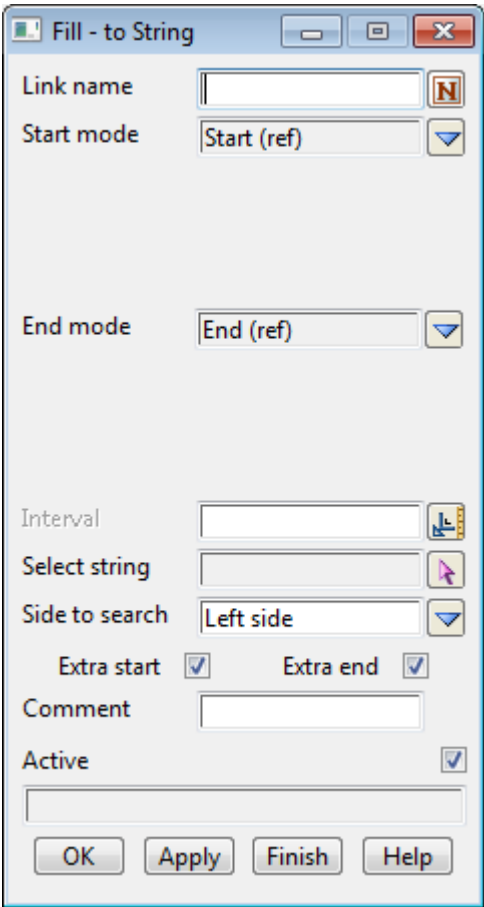 Fill - to String
Link name
N
Start mode Start (ref)
End mode End (ref)
Interval
Select string
Side to search Left side
Extra start Extra end
Comment
Active
OK Apply Finish Help